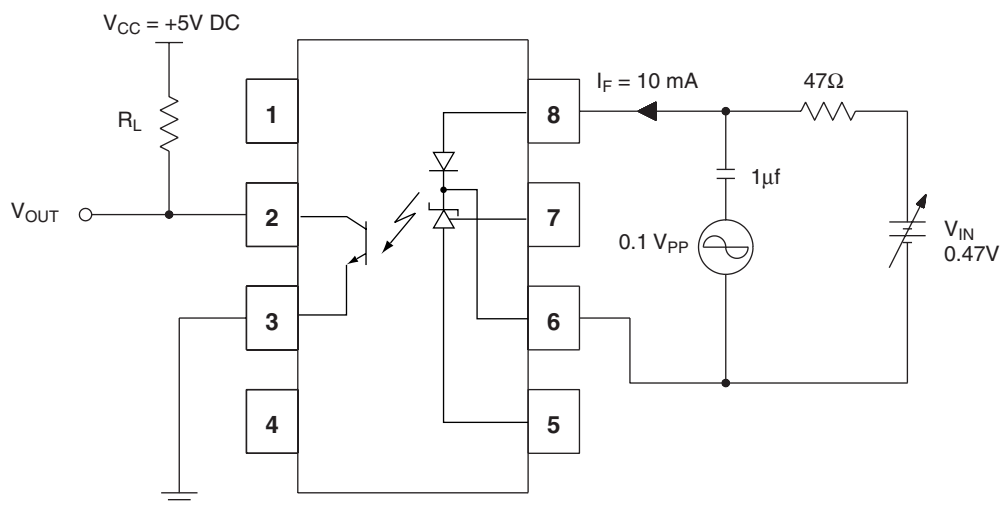 V_CC = +5V DC
R_L
V_OUT
1
2
3
4
8
7
6
5
I_F = 10 mA
47Ω
1μf
0.1 V_PP
V_IN
0.47V